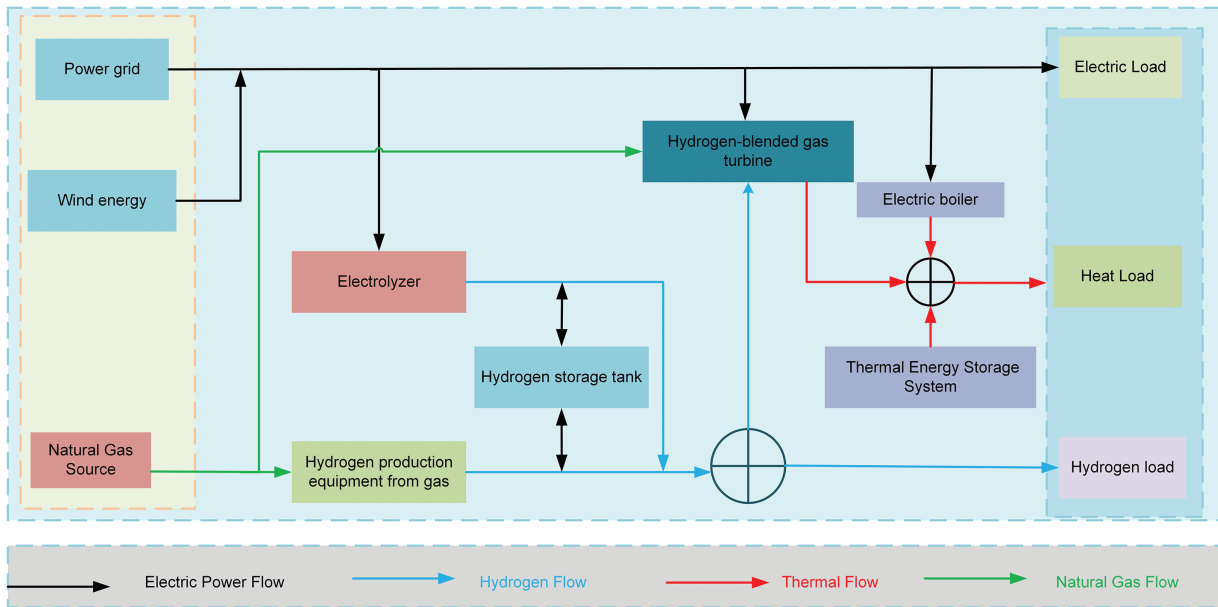 Power grid
Electric Load
Hydrogen-blended gas
turbine
Wind energy
Electric boiler
Electrolyzer
Heat Load
Hydrogen storage tank
Thermal Energy Storage
System
Natural Gas
Source
Hydrogen production
equipment from gas
Hydrogen load
Electric Power Flow
Hydrogen Flow
Thermal Flow
Natural Gas Flow